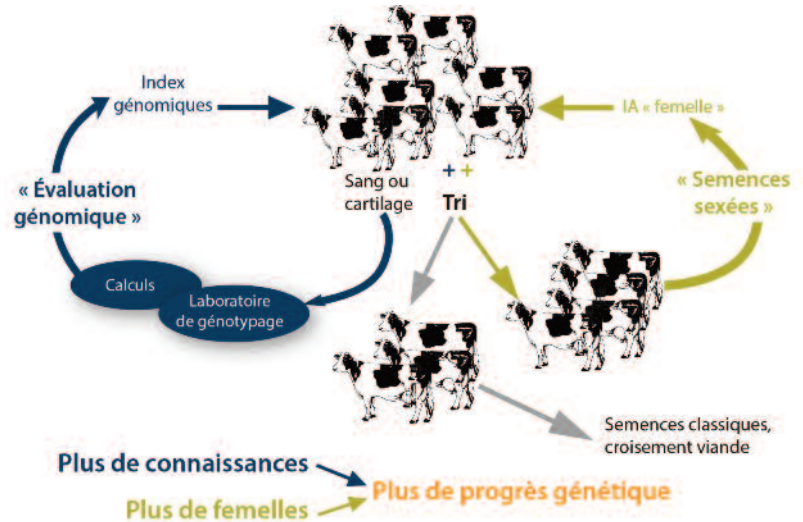 Index
génomiques
IA « femelle »
« Évaluation
génomique »
Sang ou
cartilage
+ +
Tri
« Semences
sexées »
Calculs
Laboratoire
de génotypage
Semences classiques,
croisement viande
Plus de connaissances
Plus de femelles
Plus de progrès génétique